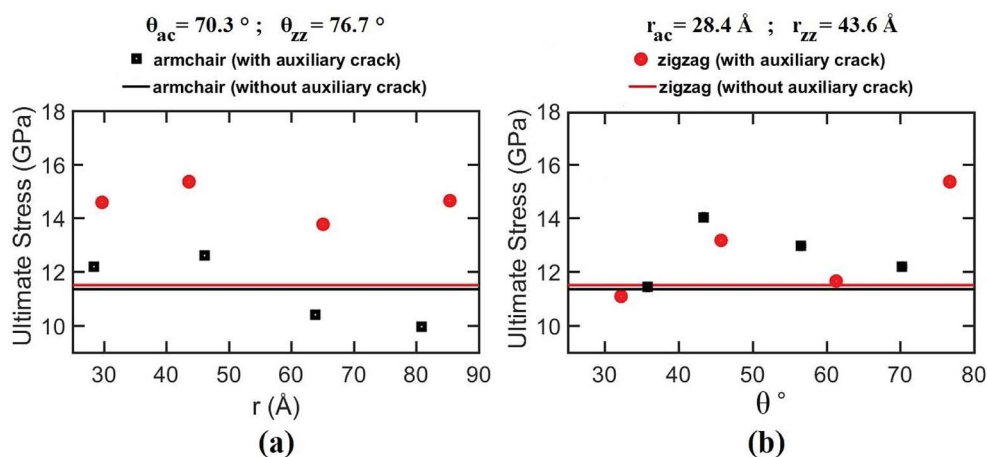 θac = 70.3 ° ; θzz = 76.7 °
armchair (with auxiliary crack)
armchair (without auxiliary crack)
rac = 28.4 Å ; rzz = 43.6 Å
zigzag (with auxiliary crack)
zigzag (without auxiliary crack)
Ultimate Stress (GPa)
18
16
14
12
10
30 40 50 60 70 80 90
r (Å)
(a)
Ultimate Stress (GPa)
18
16
14
12
10
30 40 50 60 70 80
θ °
(b)